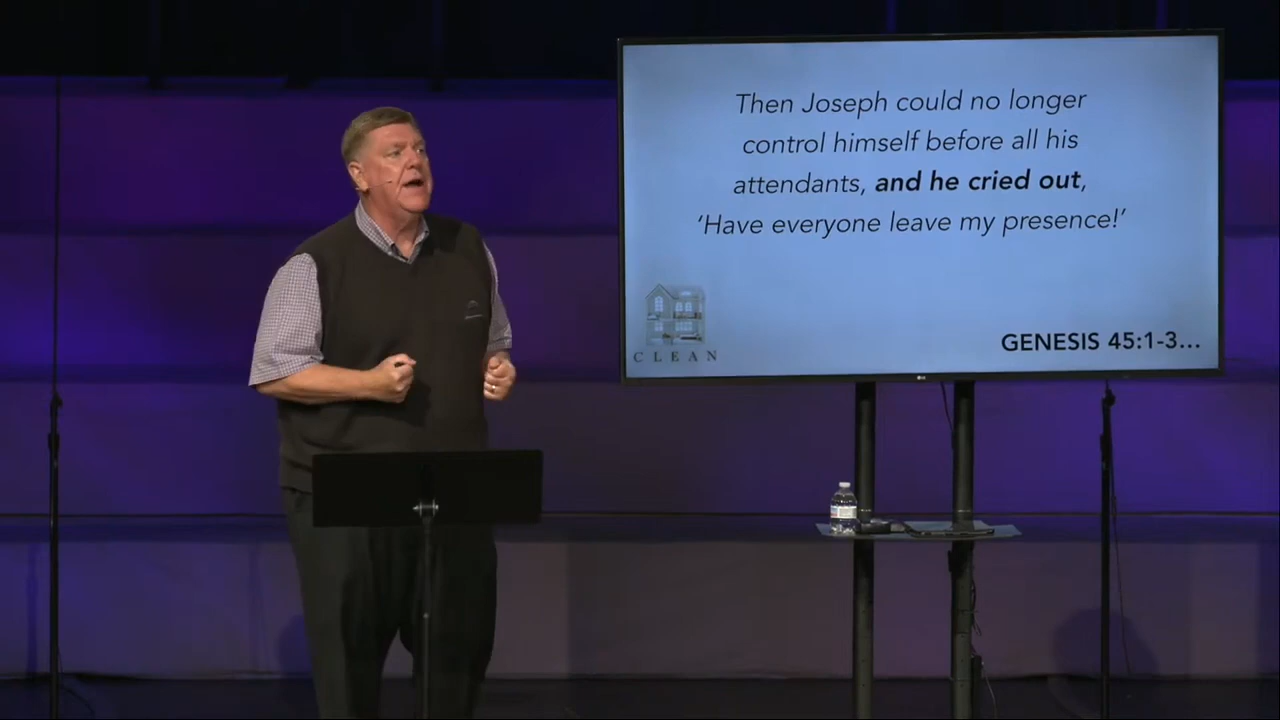 Then Joseph could no longer
control himself before all his
attendants, and he cried out,
‘Have everyone leave my presence!’
CLEAN
GENESIS 45:1-3...
LG